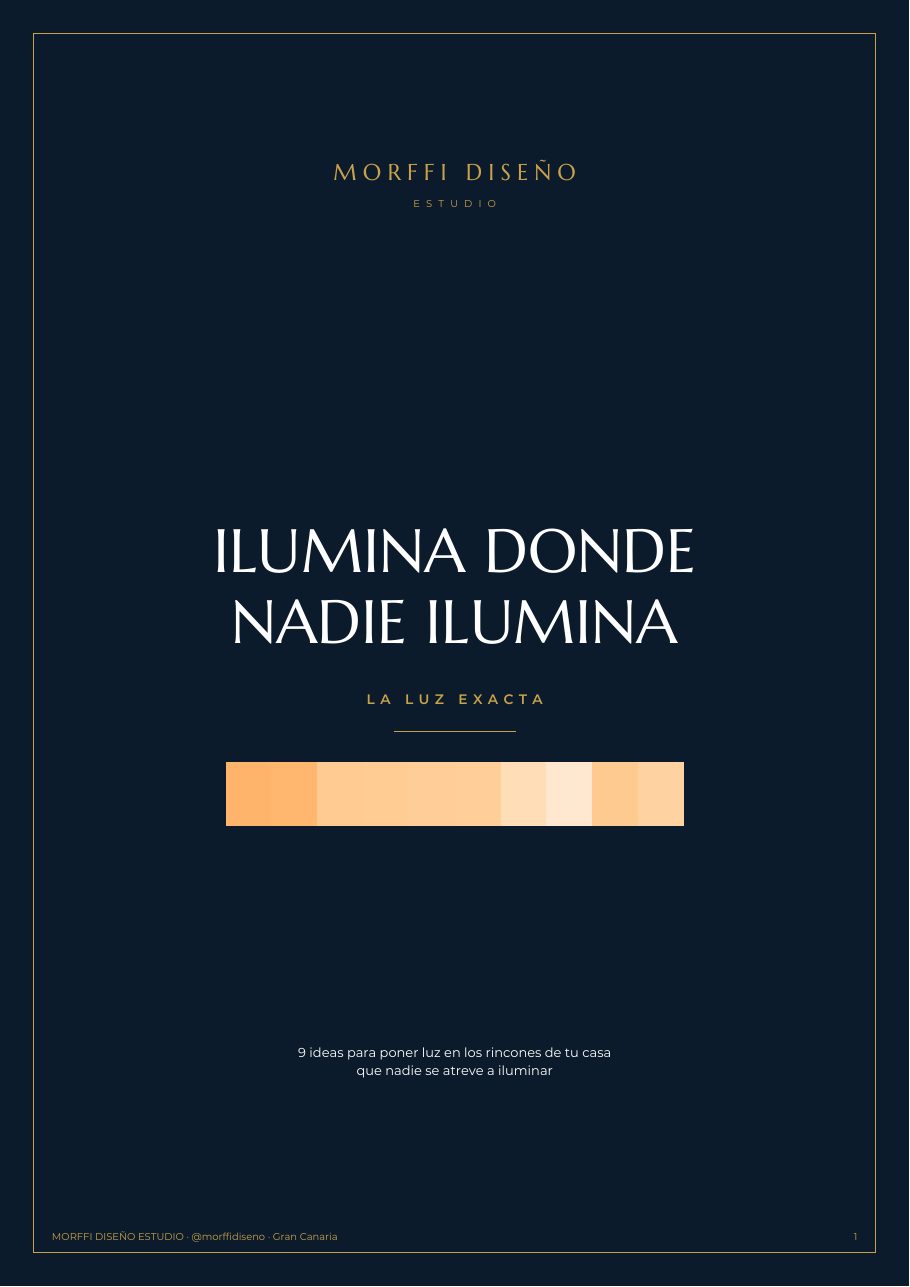 MORFFI DISEÑO
ESTUDIO
ILUMINA DONDE
NADIE ILUMINA
LA LUZ EXACTA
9 ideas para poner luz en los rincones de tu casa
que nadie se atreve a iluminar
MORFFI DISEÑO ESTUDIO · @morffidiseno · Gran Canaria
1